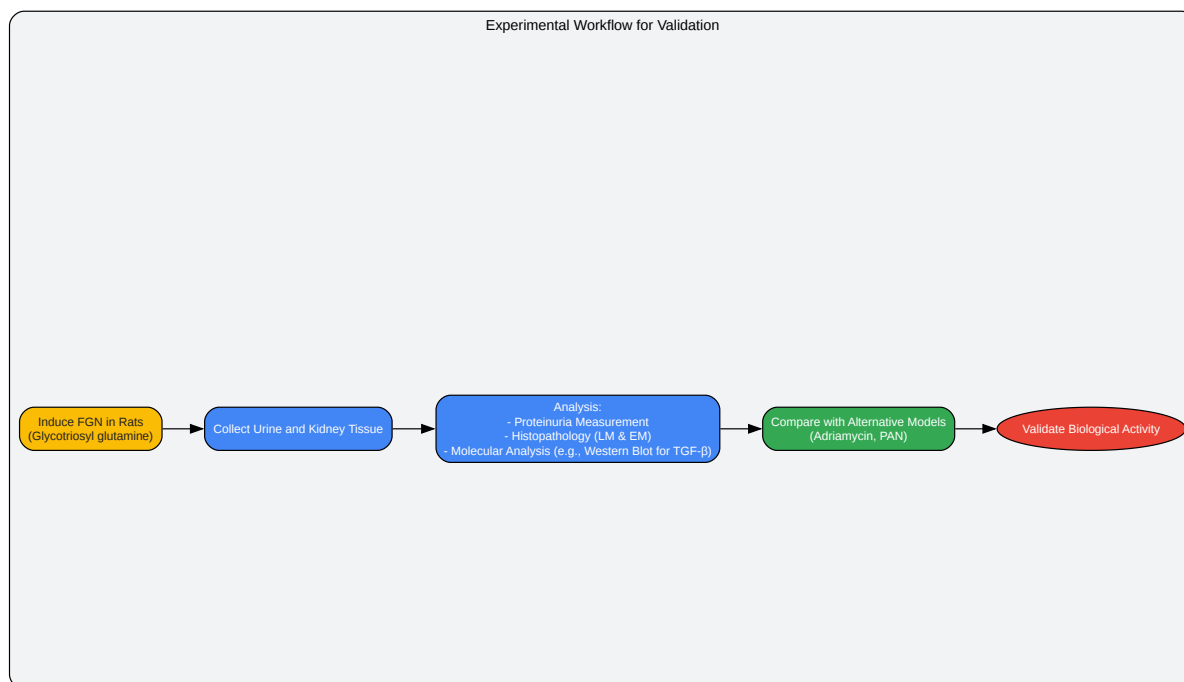 Experimental Workflow for Validation
Induce FGN in Rats
(Glycotriosyl glutamine)
Collect Urine and Kidney Tissue
Analysis:
- Proteinuria Measurement
- Histopathology (LM & EM)
- Molecular Analysis (e.g., Western Blot for TGF-β)
Compare with Alternative Models
(Adriamycin, PAN)
Validate Biological Activity